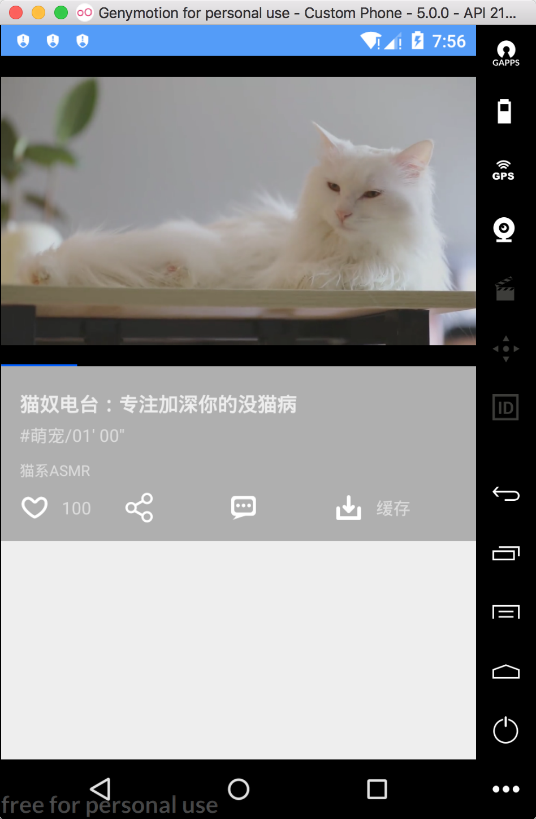 Genymotion for personal use - Custom Phone - 5.0.0 - API 21...
7:56
GAPPS
GPS
ID
猫奴电台：专注加深你的没猫病
#萌宠/01' 00"
猫系ASMR
100
缓存
free for personal use